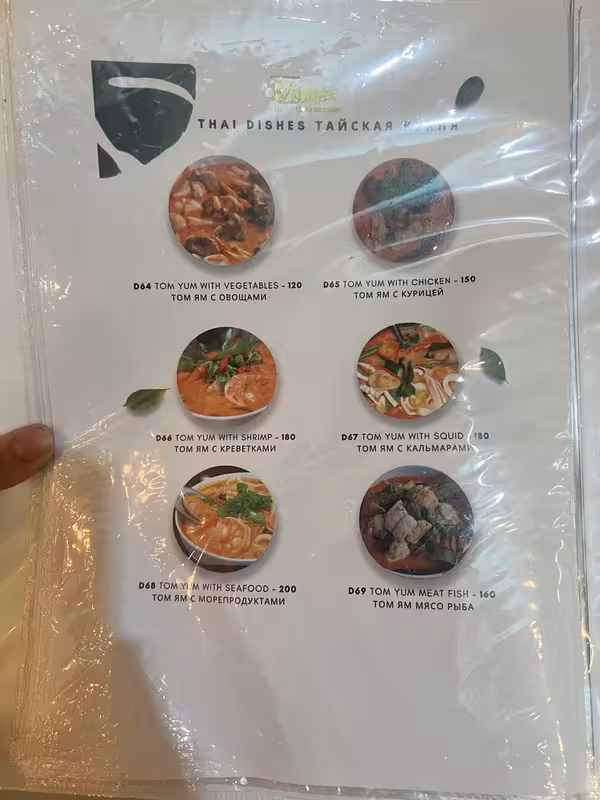 THAI DISHES ТАЙСКАЯ КУХНЯ
D64 TOM YUM WITH VEGETABLES - 120
ТОМ ЯМ С ОВОЩАМИ
D65 TOM YUM WITH CHICKEN - 150
ТОМ ЯМ С КУРИЦЕЙ
D66 TOM YUM WITH SHRIMP - 180
ТОМ ЯМ С КРЕВЕТКАМИ
D67 TOM YUM WITH SQUID - 180
ТОМ ЯМ С КАЛЬМАРАМИ
D68 TOM YUM WITH SEAFOOD - 200
ТОМ ЯМ С МОРЕПРОДУКТАМИ
D69 TOM YUM MEAT FISH - 160
ТОМ ЯМ МЯСО РЫБА